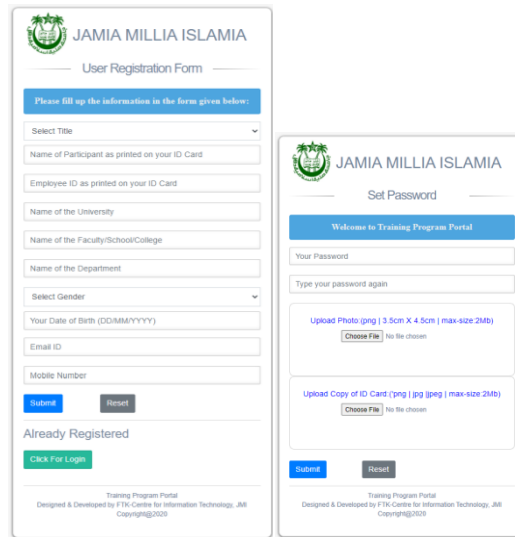 JAMIA MILLIA ISLAMIA
User Registration Form
Please fill up the information in the form given below:
Select Title
Name of Participant as printed on your ID Card
Employee ID as printed on your ID Card
Name of the University
Name of the Faculty/School/College
Name of the Department
Select Gender
Your Date of Birth (DD/MM/YYYY)
Email ID
Mobile Number
Submit Reset
Already Registered
Click For Login
Training Program Portal
Designed & Developed by FTK-Centre for Information Technology, JMI
Copyright@2020
JAMIA MILLIA ISLAMIA
Set Password
Welcome to Training Program Portal
Your Password
Type your password again
Upload Photo:(png | 3.5cm X 4.5cm | max-size:2Mb)
Choose File No file chosen
Upload Copy of ID Card:('png | jpg |jpeg | max-size:2Mb)
Choose File No file chosen
Submit Reset
Training Program Portal
Designed & Developed by FTK-Centre for Information Technology, JMI
Copyright@2020